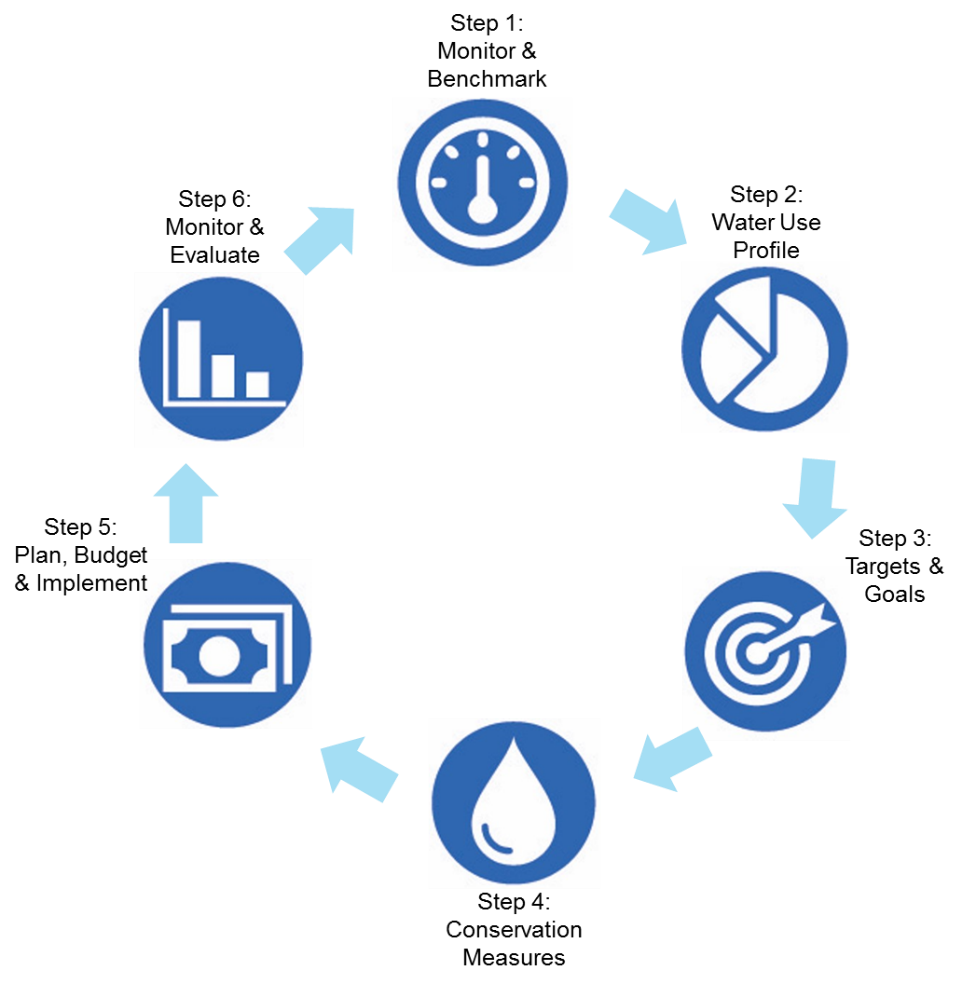 Step 1:
Monitor &
Benchmark
Step 2:
Water Use
Profile
Step 3:
Targets &
Goals
Step 4:
Conservation
Measures
Step 5:
Plan, Budget
& Implement
Step 6:
Monitor &
Evaluate